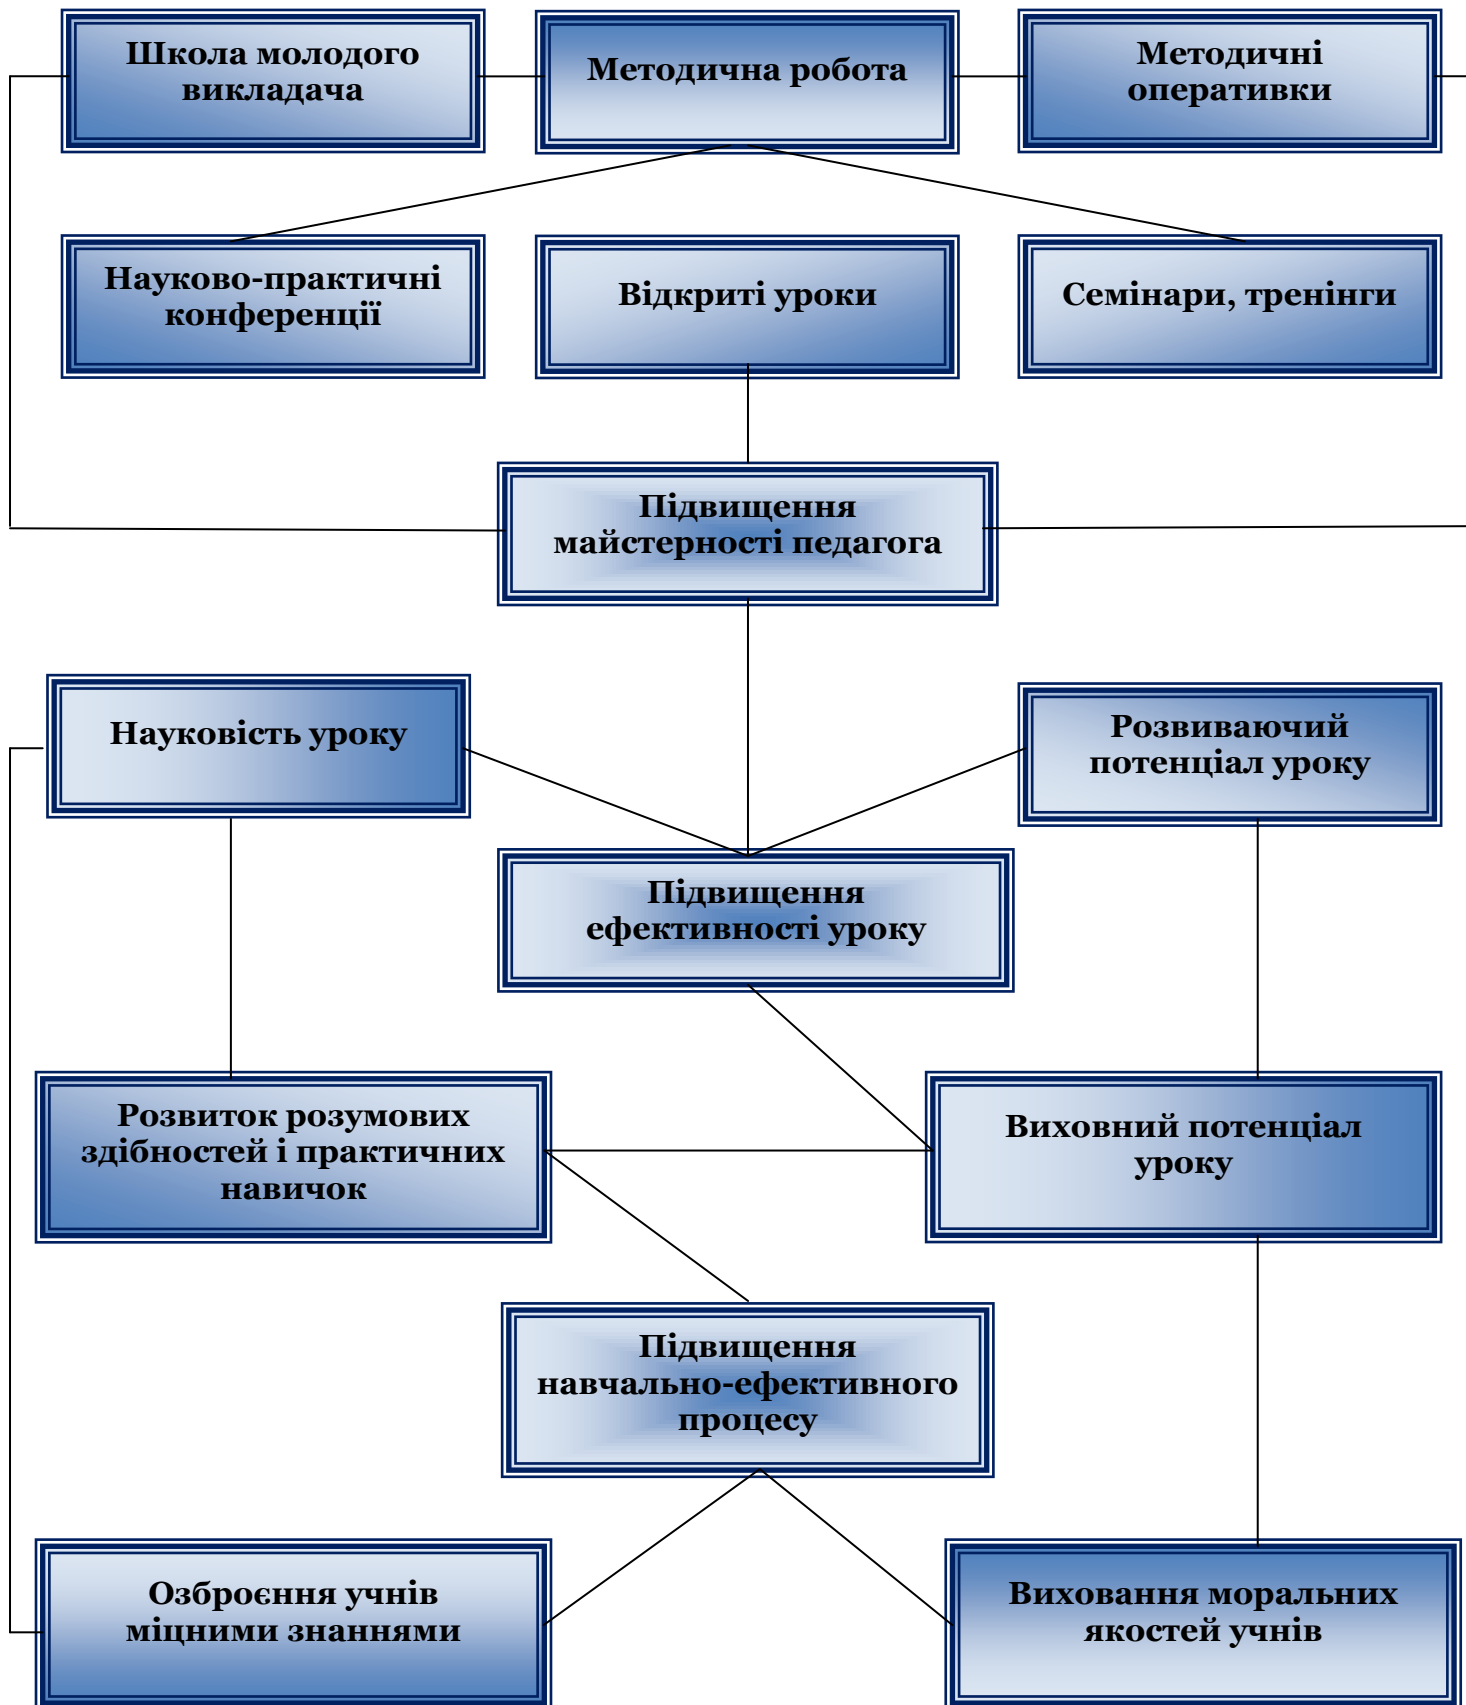 Школа молодого
викладача
Методична робота
Методичні
оперативки
Науково-практичні
конференції
Відкриті уроки
Семінари, тренінги
Підвищення
майстерності педагога
Науковість уроку
Розвиваючий
потенціал уроку
Підвищення
ефективності уроку
Розвиток розумових
здібностей і практичних
навичок
Виховний потенціал
уроку
Підвищення
навчально-ефективного
процесу
Озброєння учнів
міцними знаннями
Виховання моральних
якостей учнів